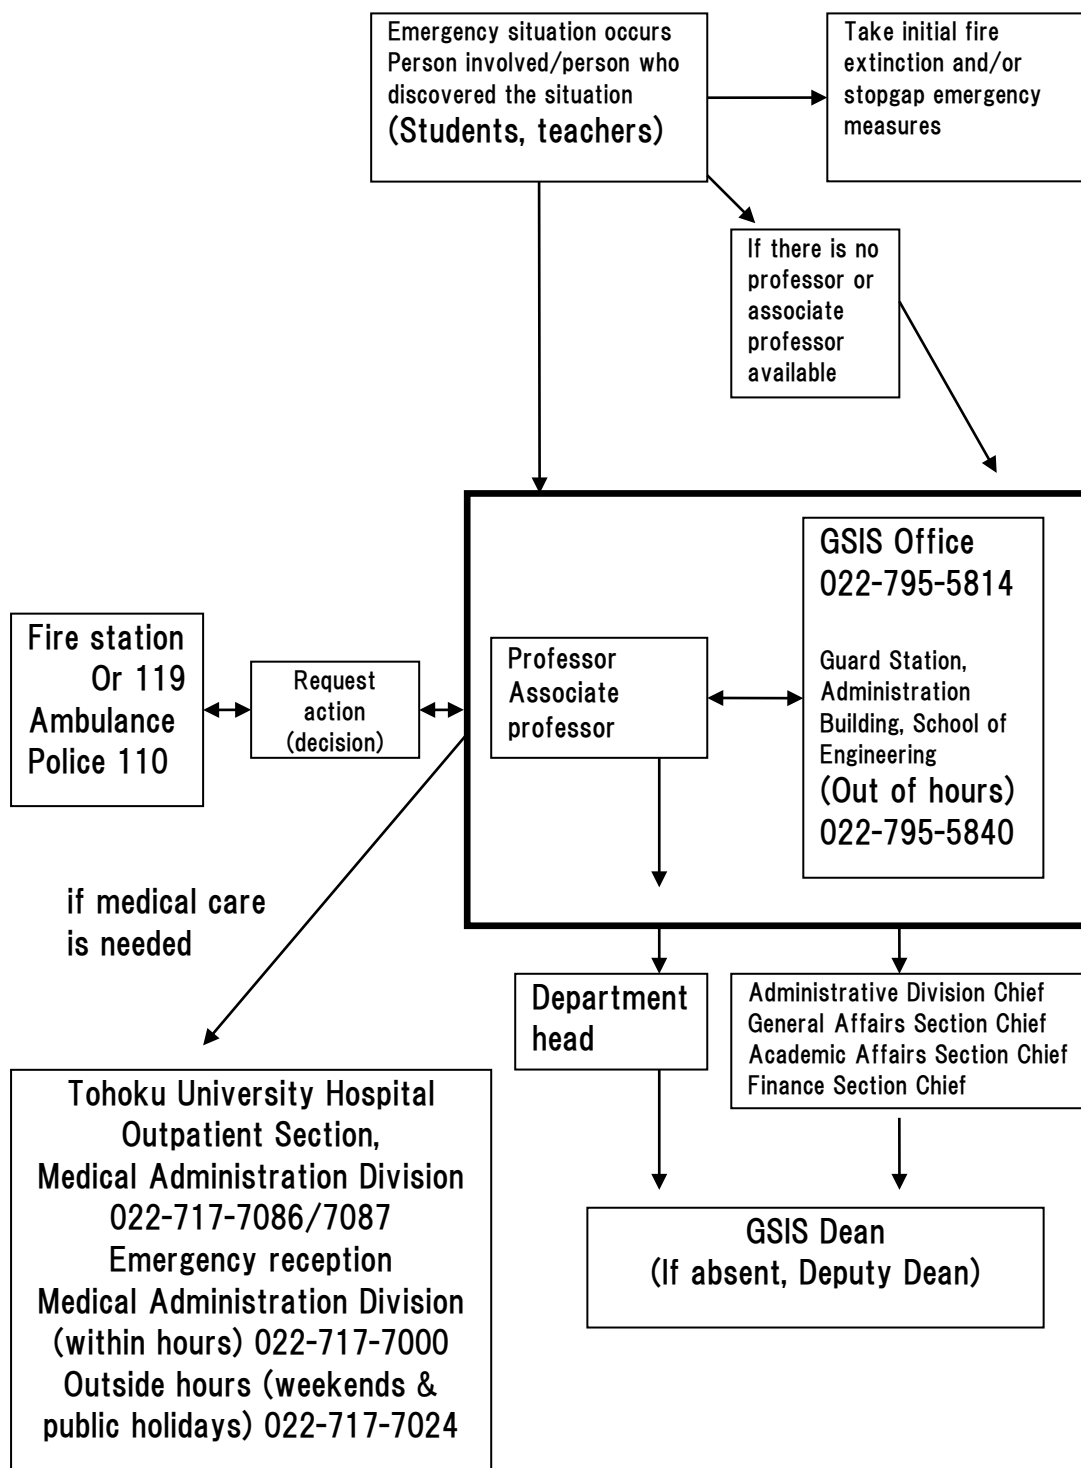 Emergency situation occurs
Person involved/person who
discovered the situation
(Students, teachers)
Take initial fire
extinction and/or
stopgap emergency
measures
If there is no
professor or
associate
professor
available
GSIS Office
022-795-5814
Guard Station,
Administration
Building, School of
Engineering
(Out of hours)
022-795-5840
Professor
Associate
professor
Request
action
(decision)
Fire station
Or 119
Ambulance
Police 110
if medical care
is needed
Department
head
Administrative Division Chief
General Affairs Section Chief
Academic Affairs Section Chief
Finance Section Chief
GSIS Dean
(If absent, Deputy Dean)
Tohoku University Hospital
Outpatient Section,
Medical Administration Division
022-717-7086/7087
Emergency reception
Medical Administration Division
(within hours) 022-717-7000
Outside hours (weekends &
public holidays) 022-717-7024